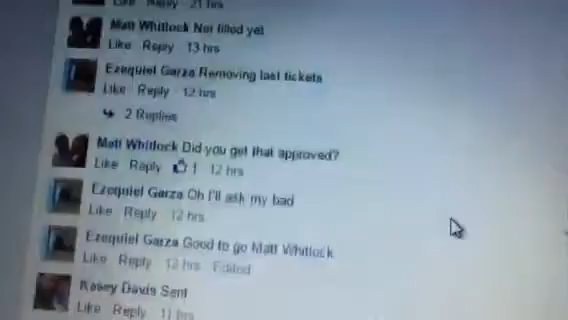 Like Reply 21 hrs
Matt Whitlock Not filled yet
Like Reply 13 hrs
Ezequiel Garza Removing last tickets
Like Reply 12 hrs
2 Replies
Matt Whitlock Did you get that approved?
Like Reply 1 12 hrs
Ezequiel Garza Oh I'll ask my bad
Like Reply 12 hrs
Ezequiel Garza Good to go Matt Whitlock
Like Reply 12 hrs Edited
Kasey Davis Sent
Like Reply 11 hrs